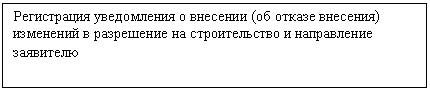 Регистрация уведомления о внесении (об отказе внесения)
изменений в разрешение на строительство и направление
заявителю